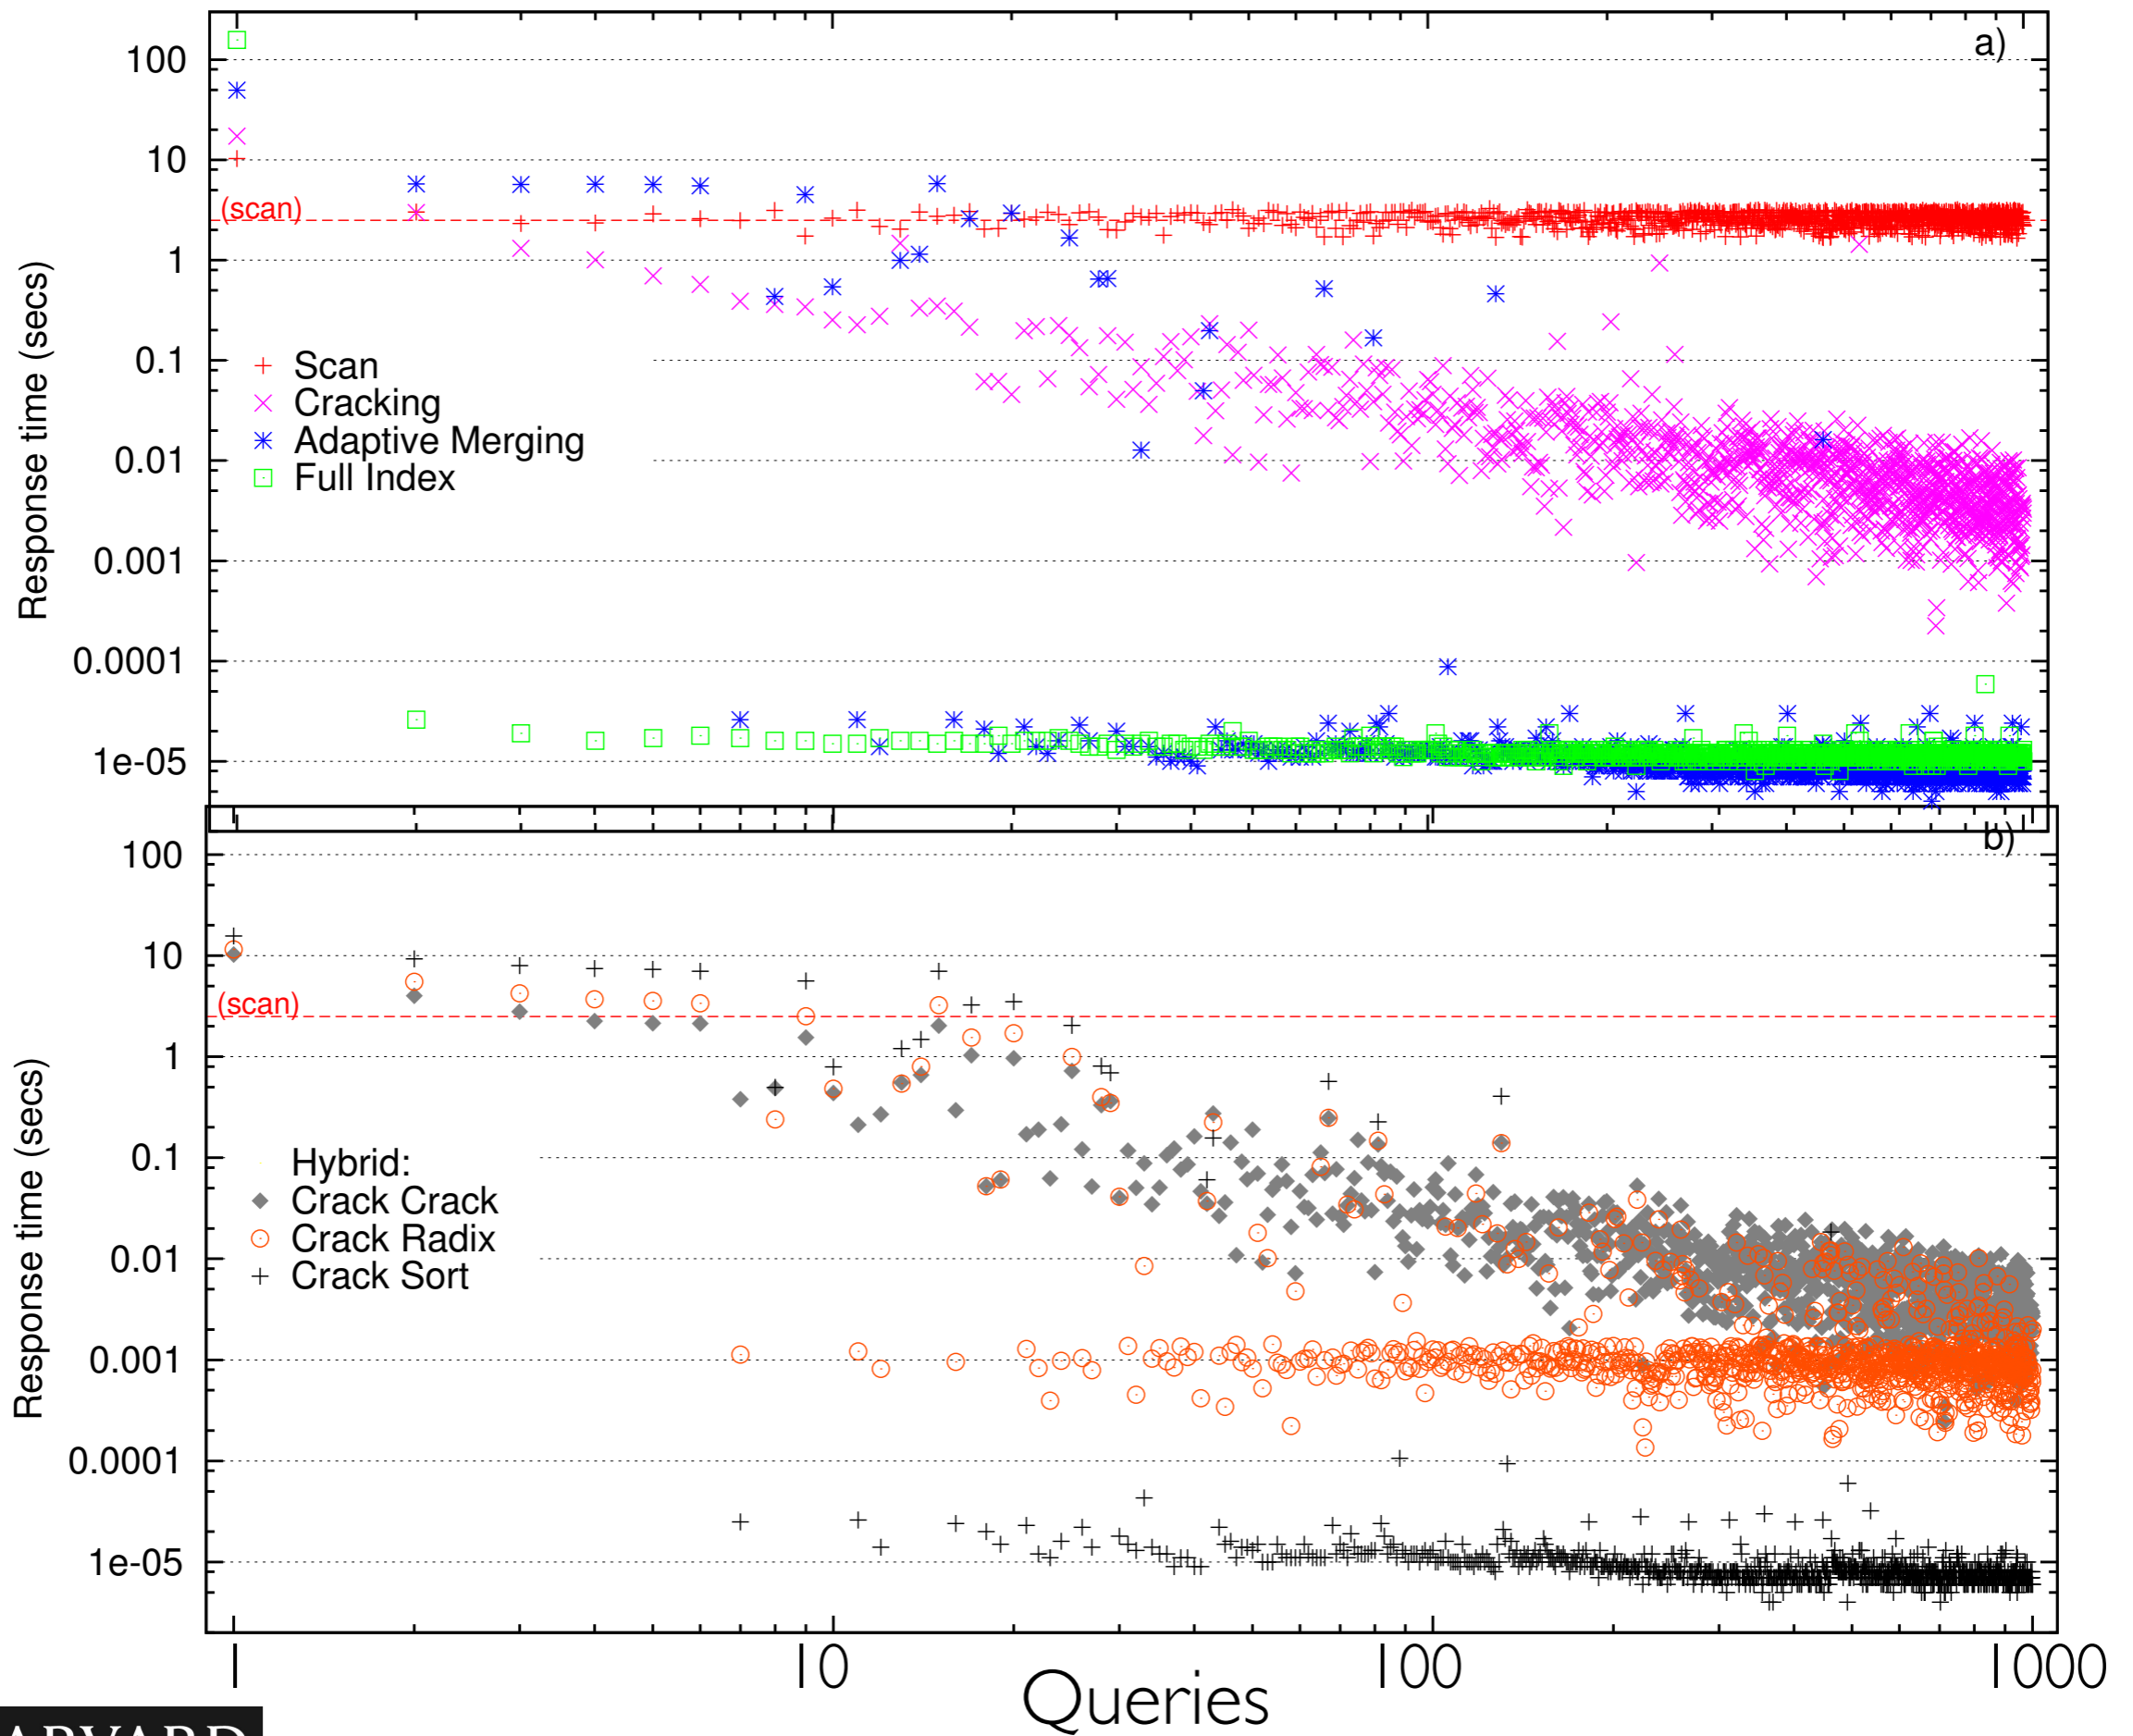 a)
100
10
(scan)
1
0.1
0.01
0.001
0.0001
1e-05
Response time (secs)
Scan
Cracking
Adaptive Merging
Full Index
b)
100
10
(scan)
1
0.1
0.01
0.001
0.0001
1e-05
Response time (secs)
Hybrid:
Crack Crack
Crack Radix
Crack Sort
1 10 100 1000
Queries